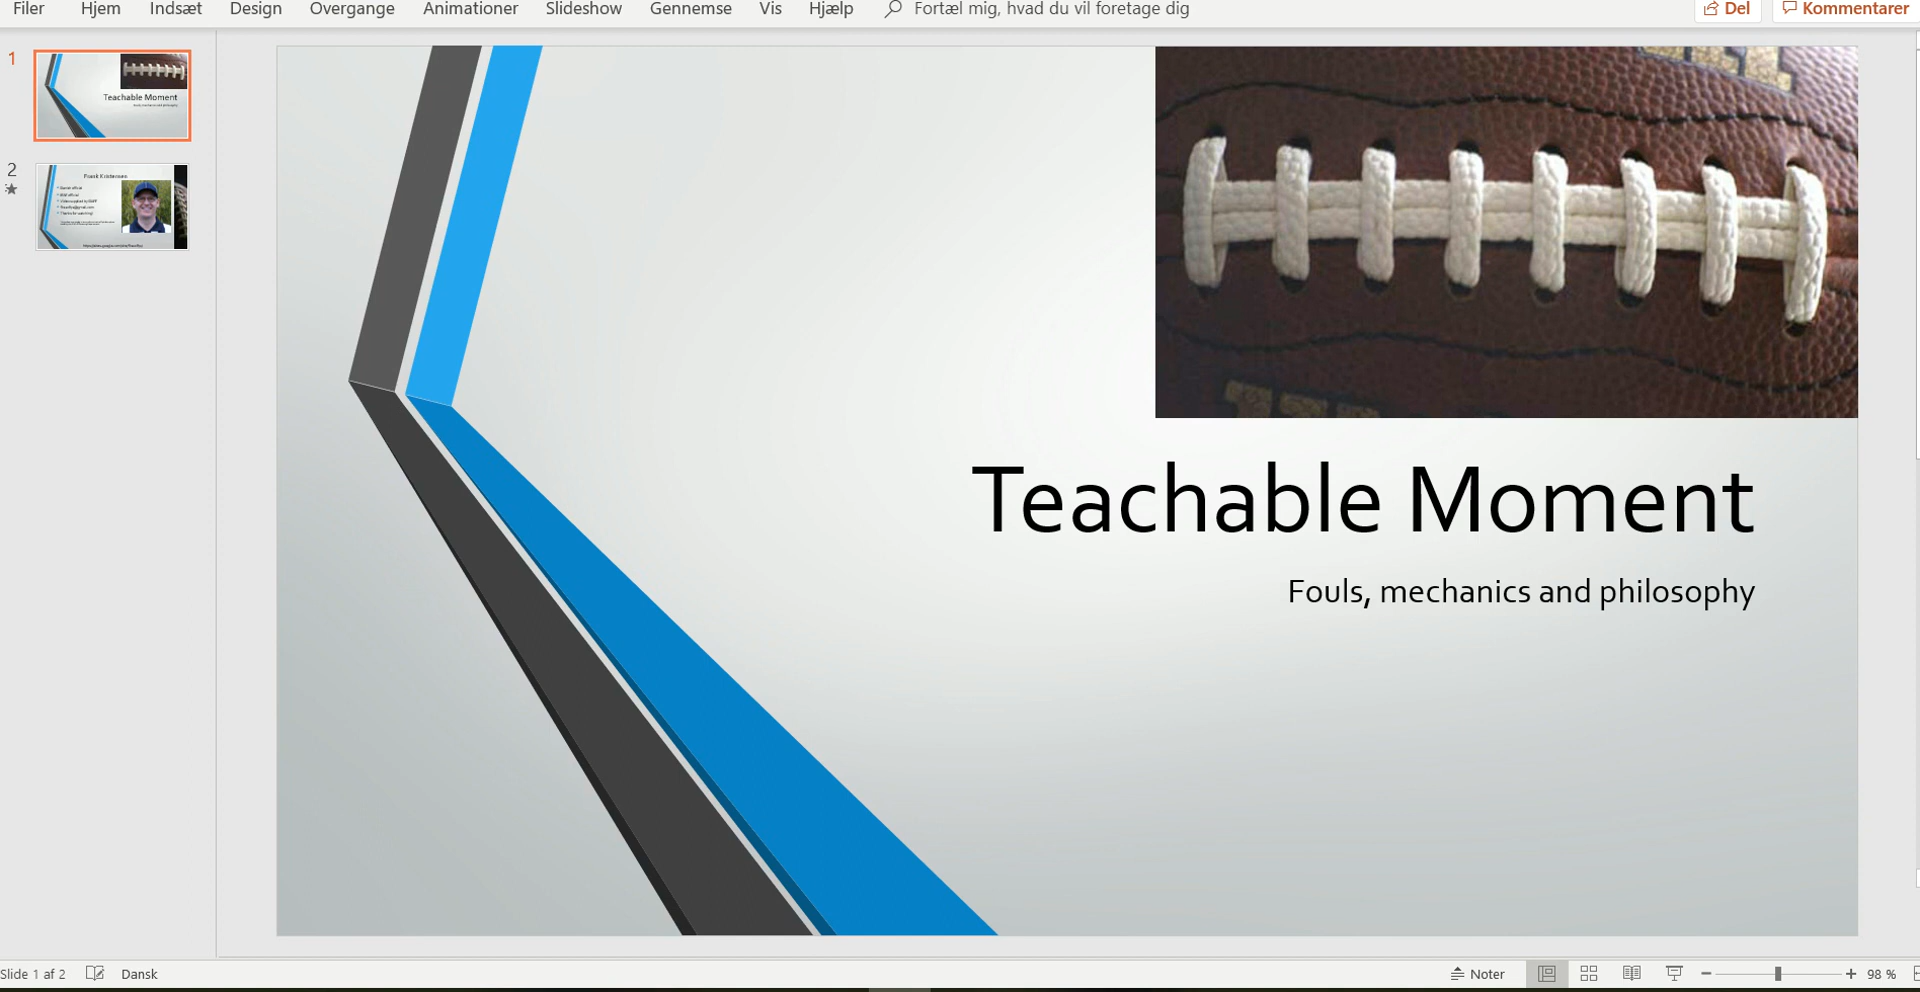 Filer Hjem Indsæt Design Overgange Animationer Slideshow Gennemse Vis Hjælp Fortæl mig, hvad du vil foretage dig Del Kommentarer
1
Teachable Moment
2
Frank Kristensen
Teachable Moment
Fouls, mechanics and philosophy
Slide 1 af 2 Dansk Noter 98 %